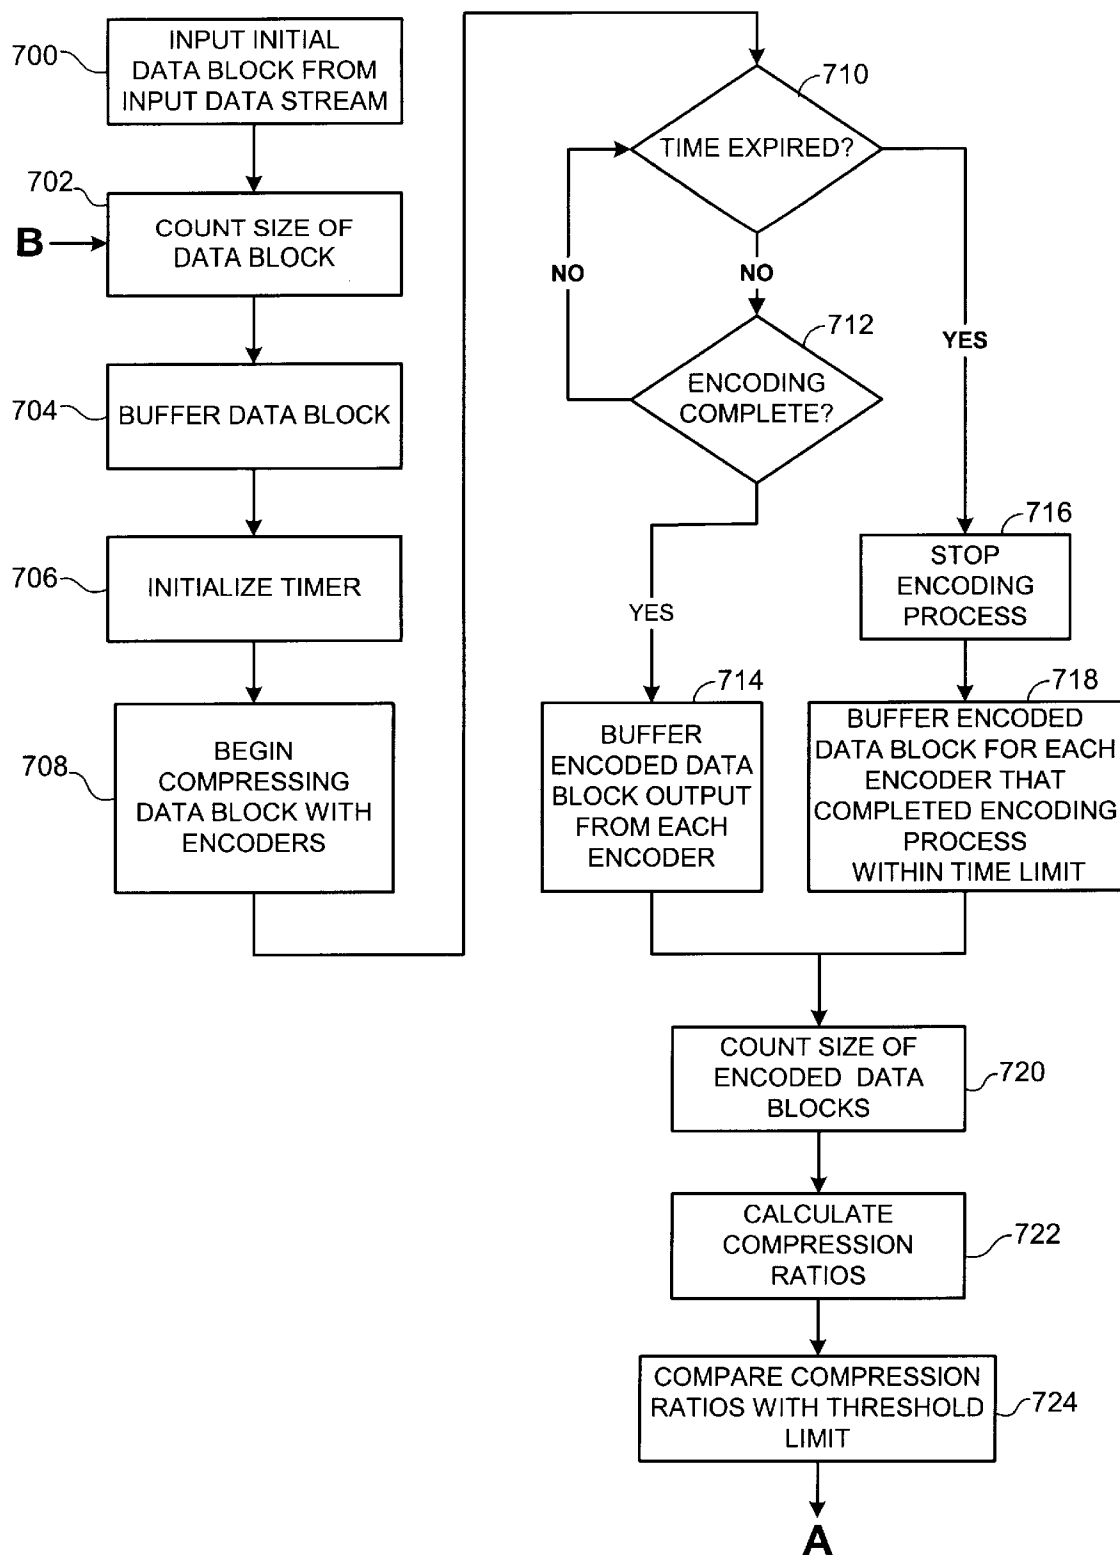 700
INPUT INITIAL
DATA BLOCK FROM
INPUT DATA STREAM
702
B
COUNT SIZE OF
DATA BLOCK
704
BUFFER DATA BLOCK
706
INITIALIZE TIMER
708
BEGIN
COMPRESSING
DATA BLOCK WITH
ENCODERS
710
TIME EXPIRED?
NO
NO
YES
712
ENCODING
COMPLETE?
YES
716
STOP
ENCODING
PROCESS
714
BUFFER
ENCODED DATA
BLOCK OUTPUT
FROM EACH
ENCODER
718
BUFFER ENCODED
DATA BLOCK FOR EACH
ENCODER THAT
COMPLETED ENCODING
PROCESS
WITHIN TIME LIMIT
COUNT SIZE OF
ENCODED DATA
BLOCKS
720
CALCULATE
COMPRESSION
RATIOS
722
COMPARE COMPRESSION
RATIOS WITH THRESHOLD
LIMIT
724
A